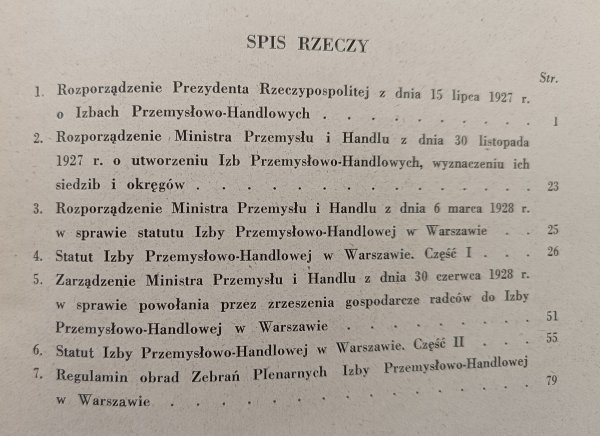 SPIS RZECZY
Str.
1. Rozporządzenie Prezydenta Rzeczypospolitej z dnia 15 lipca 1927 r.
o Izbach Przemysłowo-Handlowych . . . . . . . . . . 1
2. Rozporządzenie Ministra Przemysłu i Handlu z dnia 30 listopada
1927 r. o utworzeniu Izb Przemysłowo-Handlowych, wyznaczeniu ich
siedzib i okręgów . . . . . . . . . . . . . . . 23
3. Rozporządzenie Ministra Przemysłu i Handlu z dnia 6 marca 1928 r.
w sprawie statutu Izby Przemysłowo-Handlowej w Warszawie . . 25
4. Statut Izby Przemysłowo-Handlowej w Warszawie. Część I . . . 26
5. Zarządzenie Ministra Przemysłu i Handlu z dnia 30 czerwca 1928 r.
w sprawie powołania przez zrzeszenia gospodarcze radców do Izby
Przemysłowo-Handlowej w Warszawie . . . . . . . . . 51
6. Statut Izby Przemysłowo-Handlowej w Warszawie. Część II . . . 55
7. Regulamin obrad Zebrań Plenarnych Izby Przemysłowo-Handlowej
w Warszawie . . . . . . . . . . . . . . . . 79